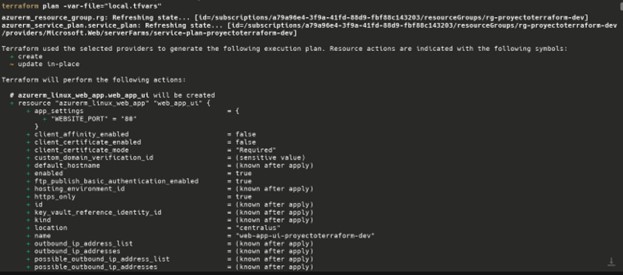 terraform plan -var-file="local.tfvars"
azurerm_resource_group.rg: Refreshing state... [id=/subscriptions/a79a96e4-3f9a-41fd-88d9-fbf88c143203/resourceGroups/rg-proyectoterraform-dev]
azurerm_service_plan.service_plan: Refreshing state... [id=/subscriptions/a79a96e4-3f9a-41fd-88d9-fbf88c143203/resourceGroups/rg-proyectoterraform-dev
/providers/Microsoft.Web/serverFarms/service-plan-proyectoterraform-dev]
Terraform used the selected providers to generate the following execution plan. Resource actions are indicated with the following symbols:
+ create
~ update in-place
Terraform will perform the following actions:
# azurerm_linux_web_app.web_app_ui will be created
+ resource "azurerm_linux_web_app" "web_app_ui" {
+ app_settings = {
+ "WEBSITE_PORT" = "80"
}
+ client_affinity_enabled = false
+ client_certificate_enabled = false
+ client_certificate_mode = "Required"
+ custom_domain_verification_id = (sensitive value)
+ default_hostname = (known after apply)
+ enabled = true
+ ftp_publish_basic_authentication_enabled = true
+ hosting_environment_id = (known after apply)
+ https_only = true
+ id = (known after apply)
+ key_vault_reference_identity_id = (known after apply)
+ kind = (known after apply)
+ location = "centralus"
+ name = "web-app-ui-proyectoterraform-dev"
+ outbound_ip_address_list = (known after apply)
+ outbound_ip_addresses = (known after apply)
+ possible_outbound_ip_address_list = (known after apply)
+ possible_outbound_ip_addresses = (known after apply)